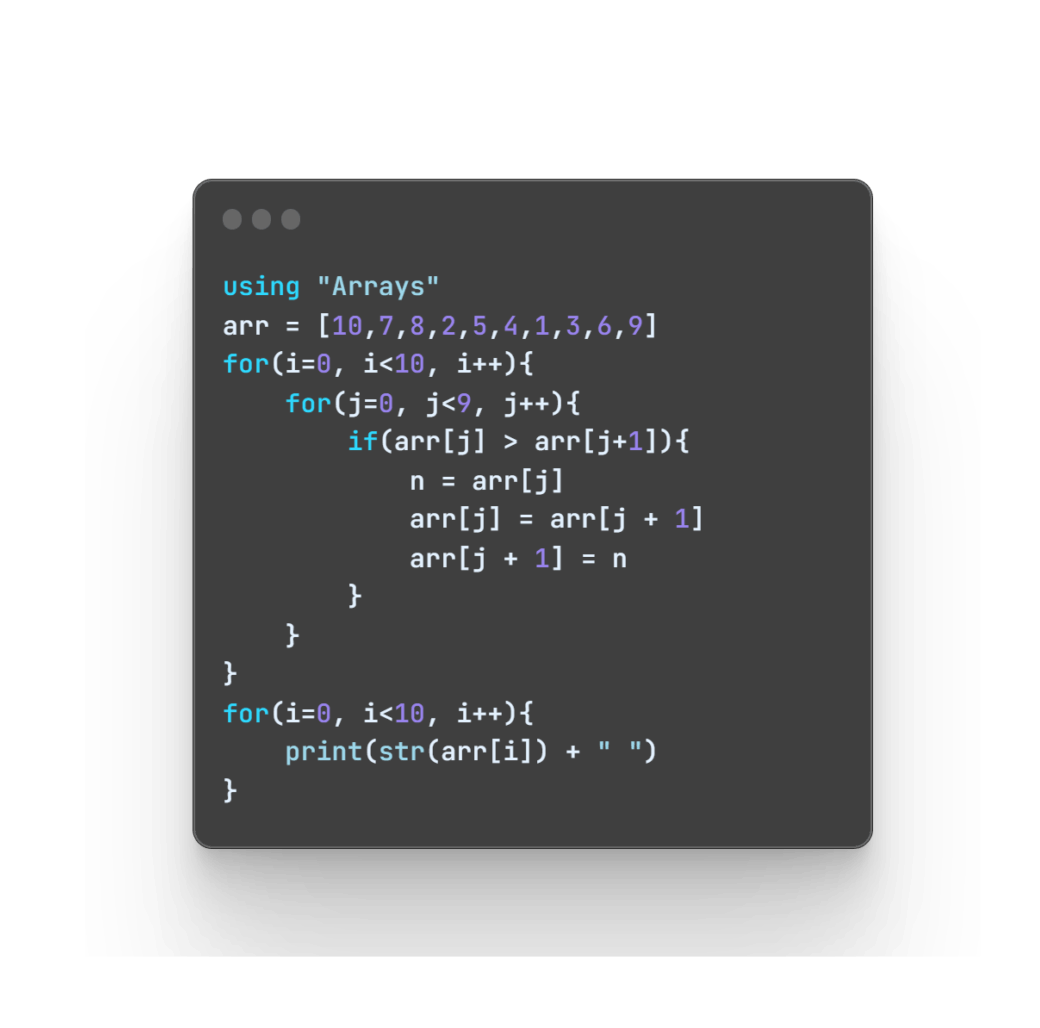 using "Arrays"
arr = [10,7,8,2,5,4,1,3,6,9]
for(i=0, i<10, i++){
    for(j=0, j<9, j++){
        if(arr[j] > arr[j+1]){
            n = arr[j]
            arr[j] = arr[j + 1]
            arr[j + 1] = n
        }
    }
}
for(i=0, i<10, i++){
    print(str(arr[i]) + " ")
}